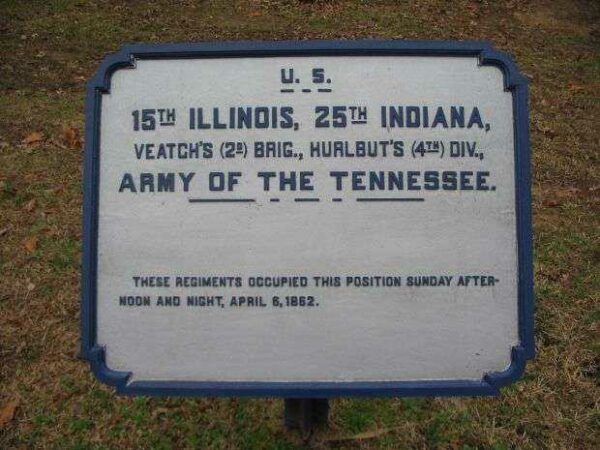 U. S.
15TH ILLINOIS, 25TH INDIANA,
VEATCH'S (2D) BRIG., HURLBUT'S (4TH) DIV.,
ARMY OF THE TENNESSEE.
THESE REGIMENTS OCCUPIED THIS POSITION SUNDAY AFTER-
NOON AND NIGHT, APRIL 6, 1862.